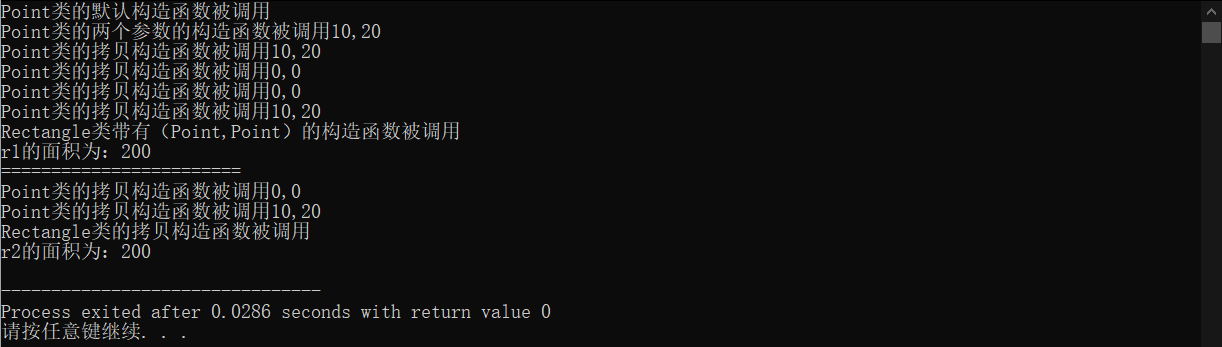 Point类的默认构造函数被调用
Point类的两个参数的构造函数被调用10,20
Point类的拷贝构造函数被调用10,20
Point类的拷贝构造函数被调用0,0
Point类的拷贝构造函数被调用0,0
Point类的拷贝构造函数被调用10,20
Rectangle类带有（Point,Point）的构造函数被调用
r1的面积为：200
========================
Point类的拷贝构造函数被调用0,0
Point类的拷贝构造函数被调用10,20
Rectangle类的拷贝构造函数被调用
r2的面积为：200
--------------------------------
Process exited after 0.0286 seconds with return value 0
请按任意键继续. . .